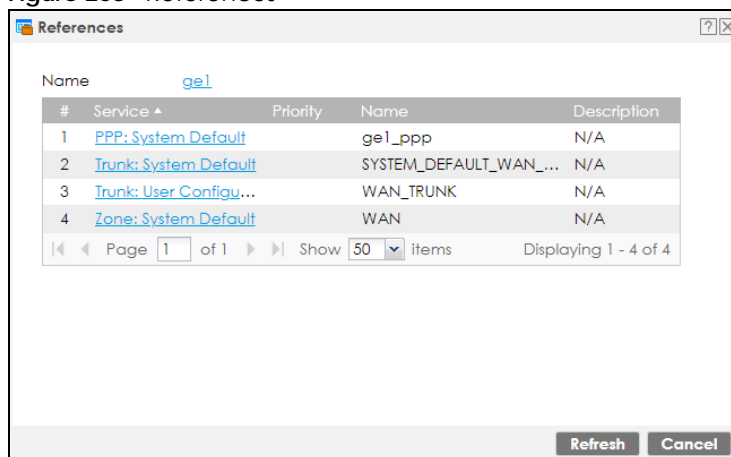 References
Name ge1
# Service Priority Name Description
1 PPP: System Default ge1_ppp N/A
2 Trunk: System Default SYSTEM_DEFAULT_WAN_... N/A
3 Trunk: User Configu... WAN_TRUNK N/A
4 Zone: System Default WAN N/A
Page 1 of 1 Show 50 items Displaying 1 - 4 of 4
Refresh Cancel